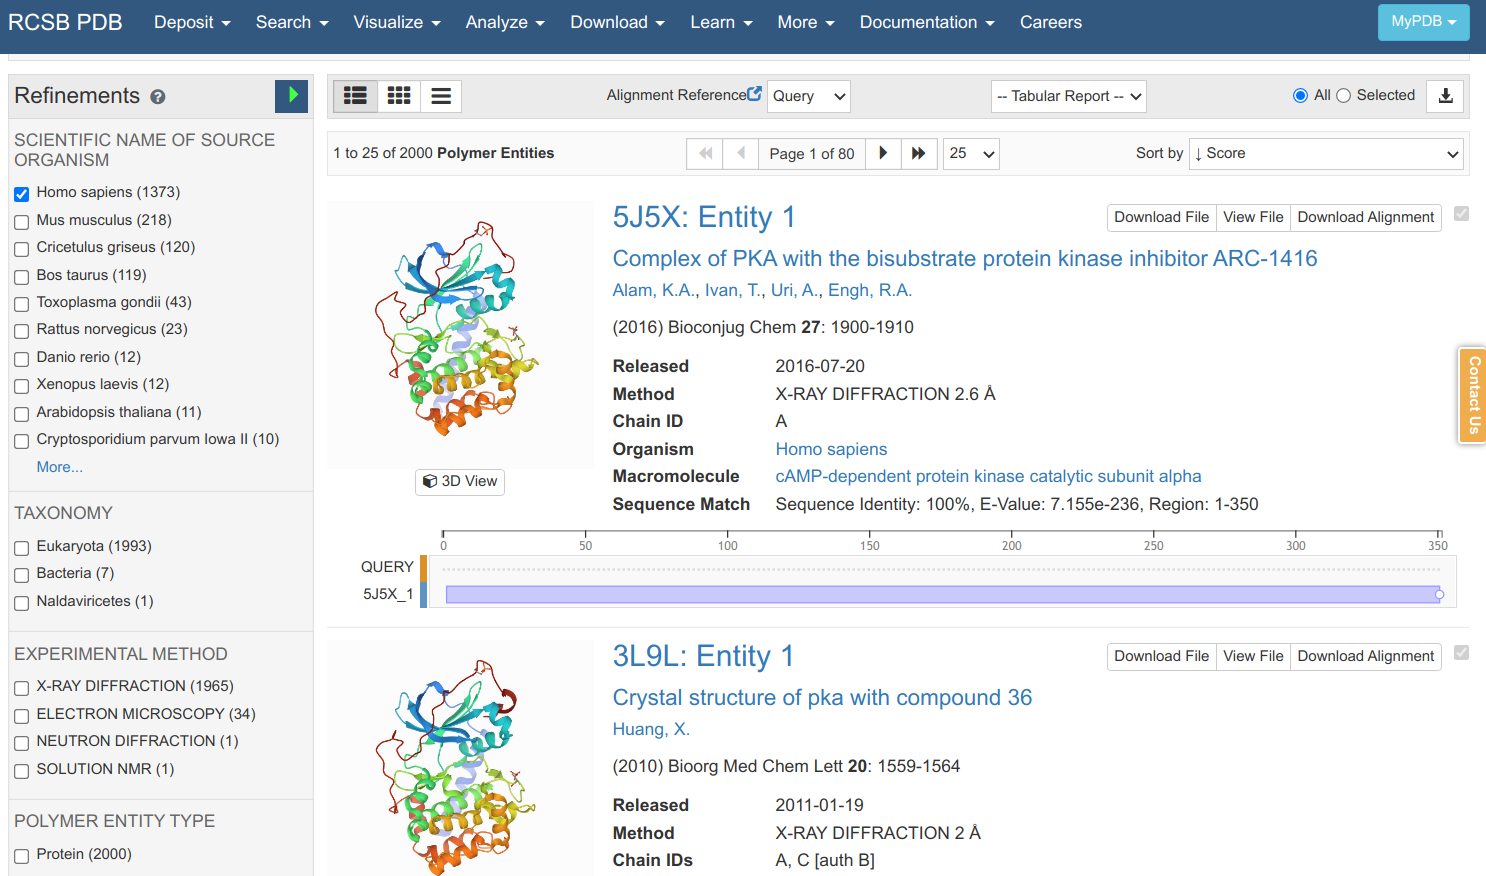 RCSB PDB Deposit Search Visualize Analyze Download Learn More Documentation Careers MyPDB
Refinements ?
SCIENTIFIC NAME OF SOURCE
ORGANISM
Homo sapiens (1373)
Mus musculus (218)
Cricetulus griseus (120)
Bos taurus (119)
Toxoplasma gondii (43)
Rattus norvegicus (23)
Danio rerio (12)
Xenopus laevis (12)
Arabidopsis thaliana (11)
Cryptosporidium parvum Iowa II (10)
More...
TAXONOMY
Eukaryota (1993)
Bacteria (7)
Naldaviricetes (1)
EXPERIMENTAL METHOD
X-RAY DIFFRACTION (1965)
ELECTRON MICROSCOPY (34)
NEUTRON DIFFRACTION (1)
SOLUTION NMR (1)
POLYMER ENTITY TYPE
Protein (2000)
Alignment Reference Query -- Tabular Report -- All Selected
1 to 25 of 2000 Polymer Entities Page 1 of 80 25 Sort by ↓ Score
5J5X: Entity 1 Download File View File Download Alignment
Complex of PKA with the bisubstrate protein kinase inhibitor ARC-1416
Alam, K.A., Ivan, T., Uri, A., Engh, R.A.
(2016) Bioconjug Chem 27: 1900-1910
Released 2016-07-20
Method X-RAY DIFFRACTION 2.6 Å
Chain ID A
Organism Homo sapiens
Macromolecule cAMP-dependent protein kinase catalytic subunit alpha
3D View
Sequence Match Sequence Identity: 100%, E-Value: 7.155e-236, Region: 1-350
0 50 100 150 200 250 300 350
QUERY
5J5X_1
3L9L: Entity 1 Download File View File Download Alignment
Crystal structure of pka with compound 36
Huang, X.
(2010) Bioorg Med Chem Lett 20: 1559-1564
Released 2011-01-19
Method X-RAY DIFFRACTION 2 Å
Chain IDs A, C [auth B]
Contact Us